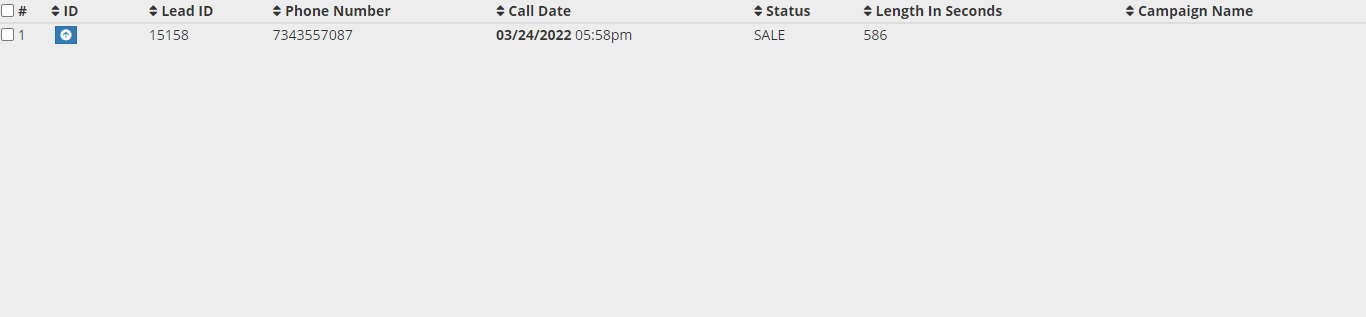 # ID Lead ID Phone Number Call Date Status Length In Seconds Campaign Name
1 15158 7343557087 03/24/2022 05:58pm SALE 586